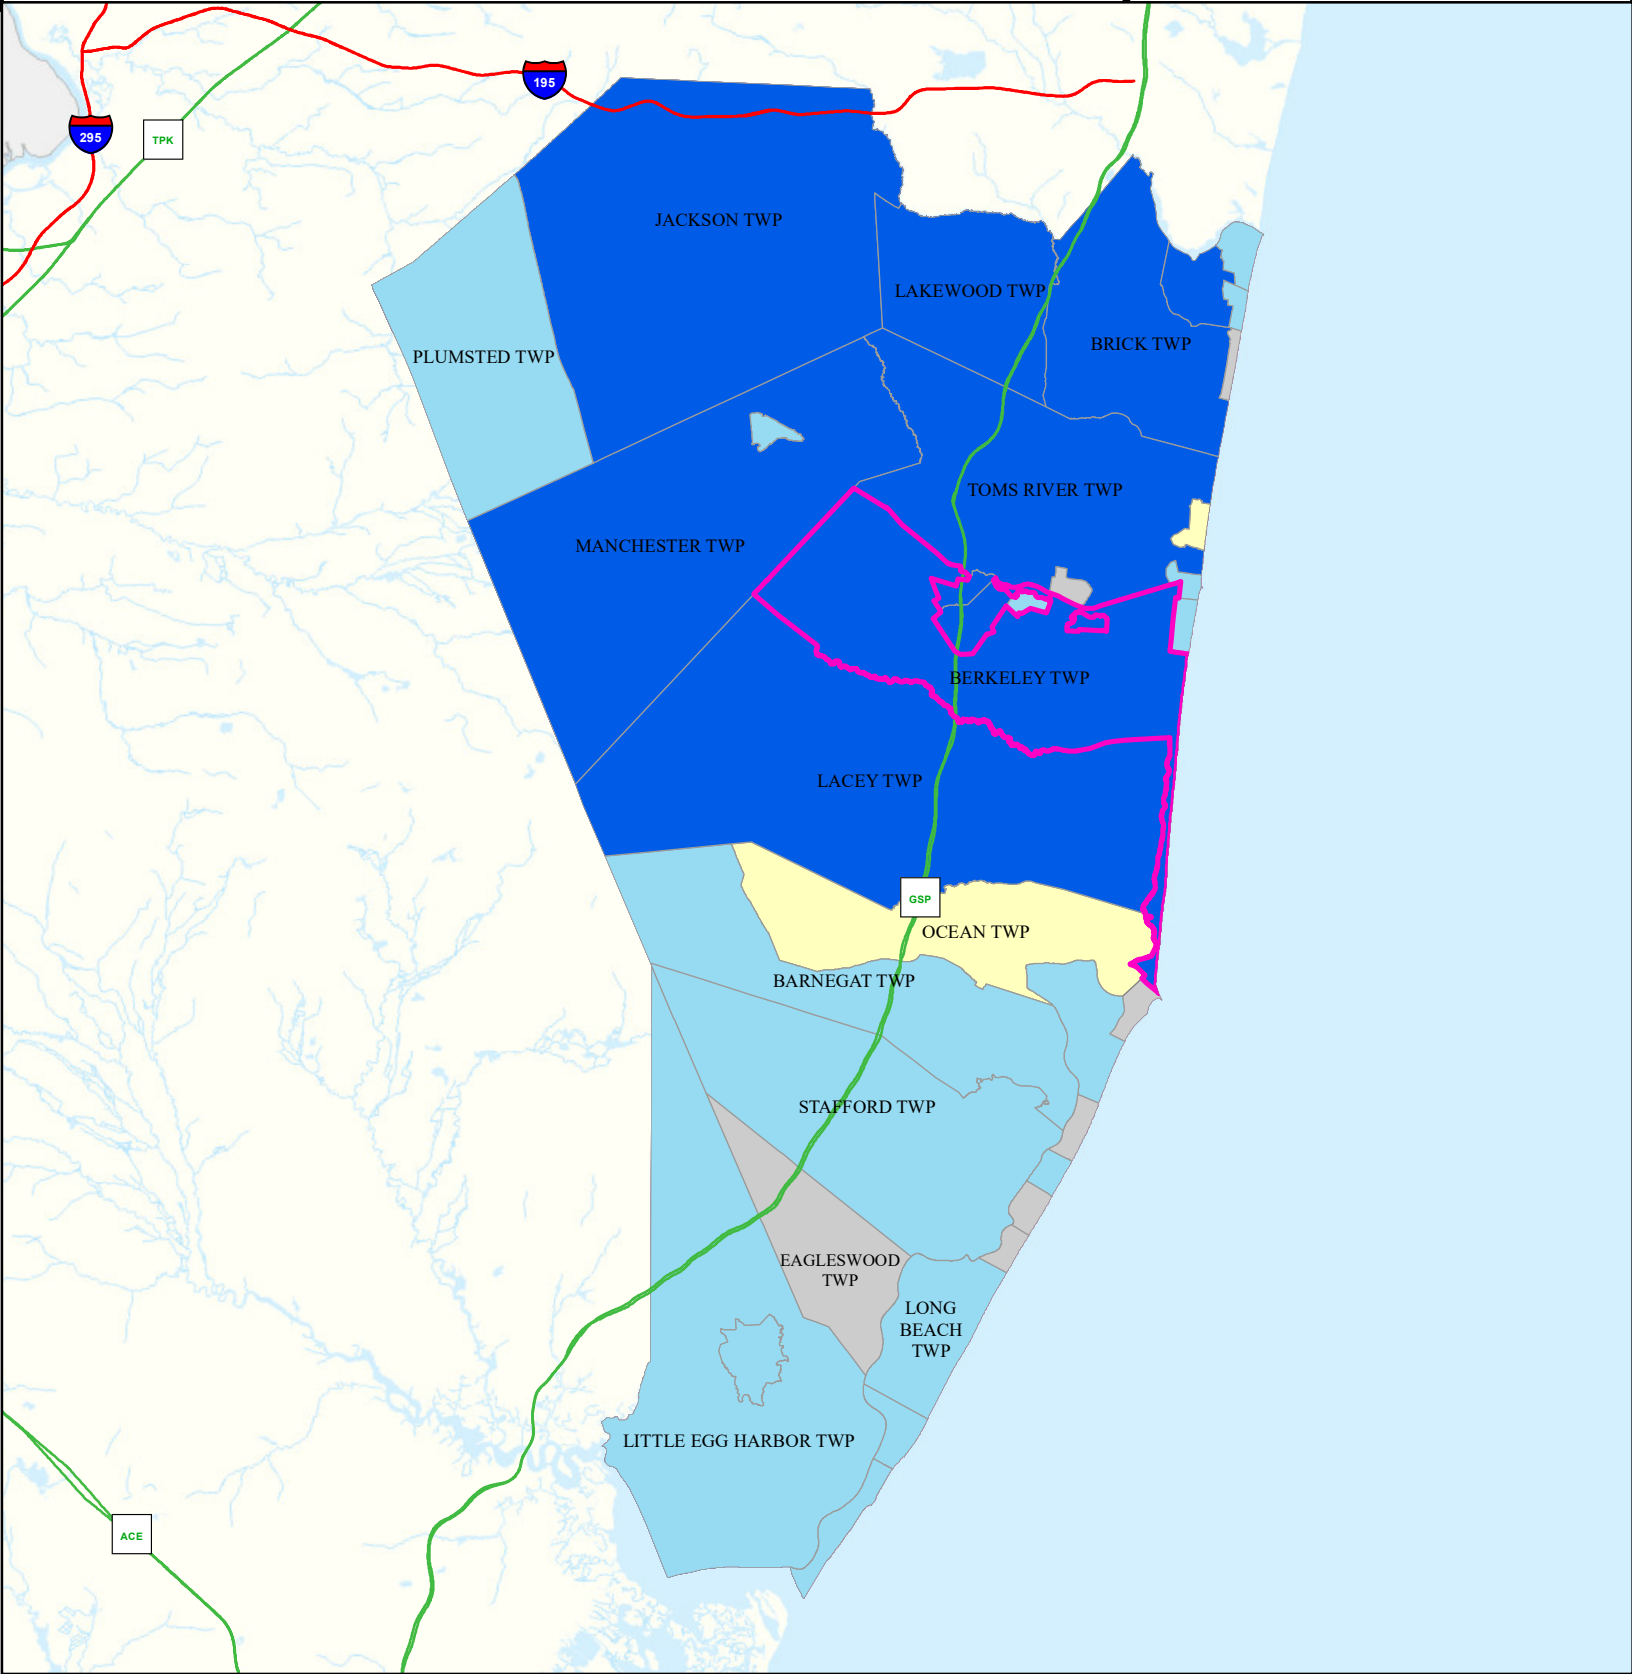 195
295
TPK
JACKSON TWP
LAKEWOOD TWP
BRICK TWP
PLUMSTED TWP
TOMS RIVER TWP
MANCHESTER TWP
BERKELEY TWP
LACEY TWP
GSP
OCEAN TWP
BARNEGAT TWP
STAFFORD TWP
EAGLESWOOD
TWP
LONG
BEACH
TWP
LITTLE EGG HARBOR TWP
ACE